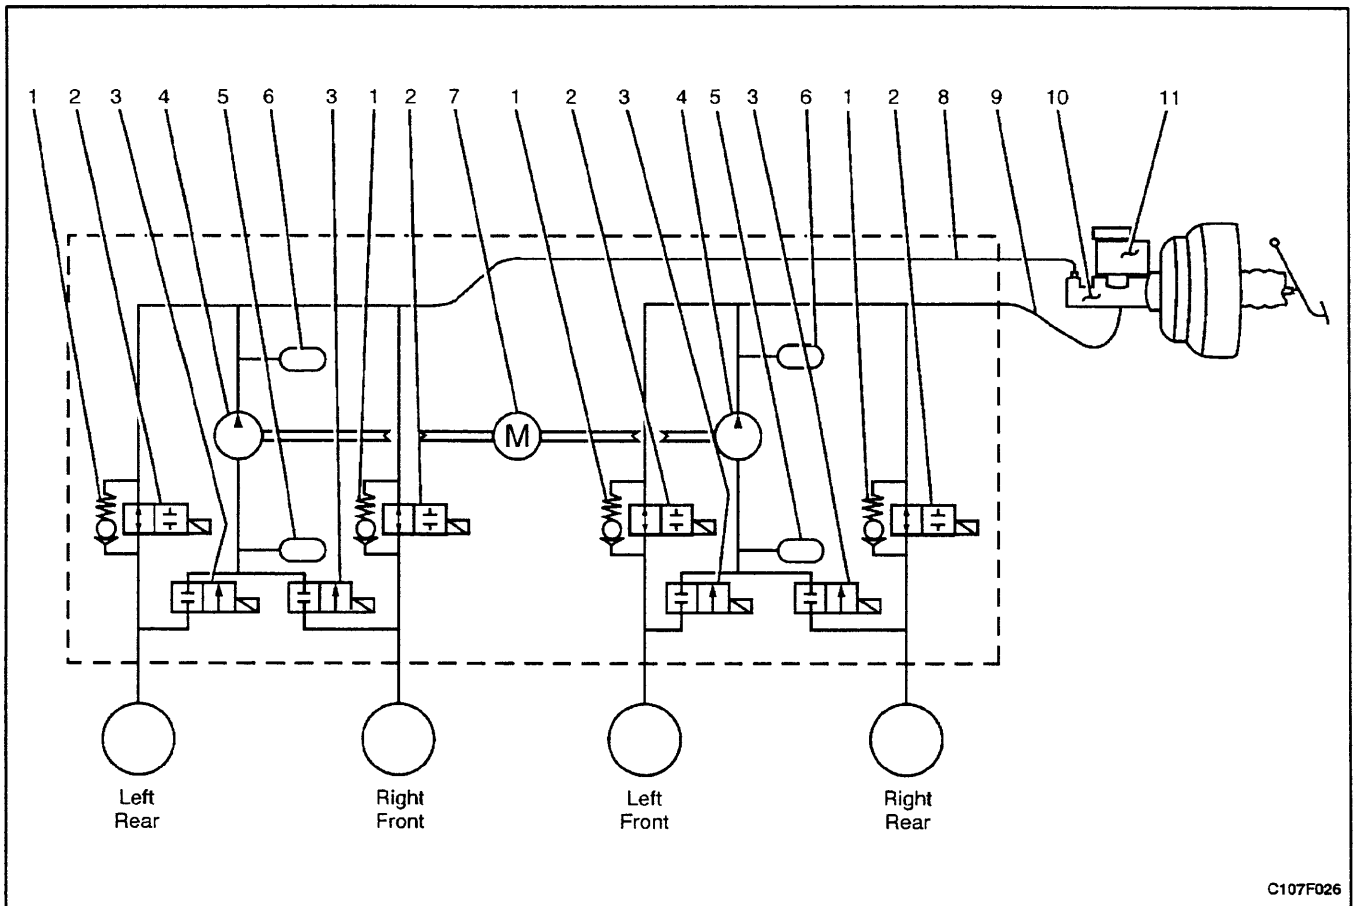 1 2 3 4 5 6 3 1 2 7 1 2 3 4 5 3 6 1 2 8 9 10 11
M
Left Right Left Right
Rear Front Front Rear
C107F026